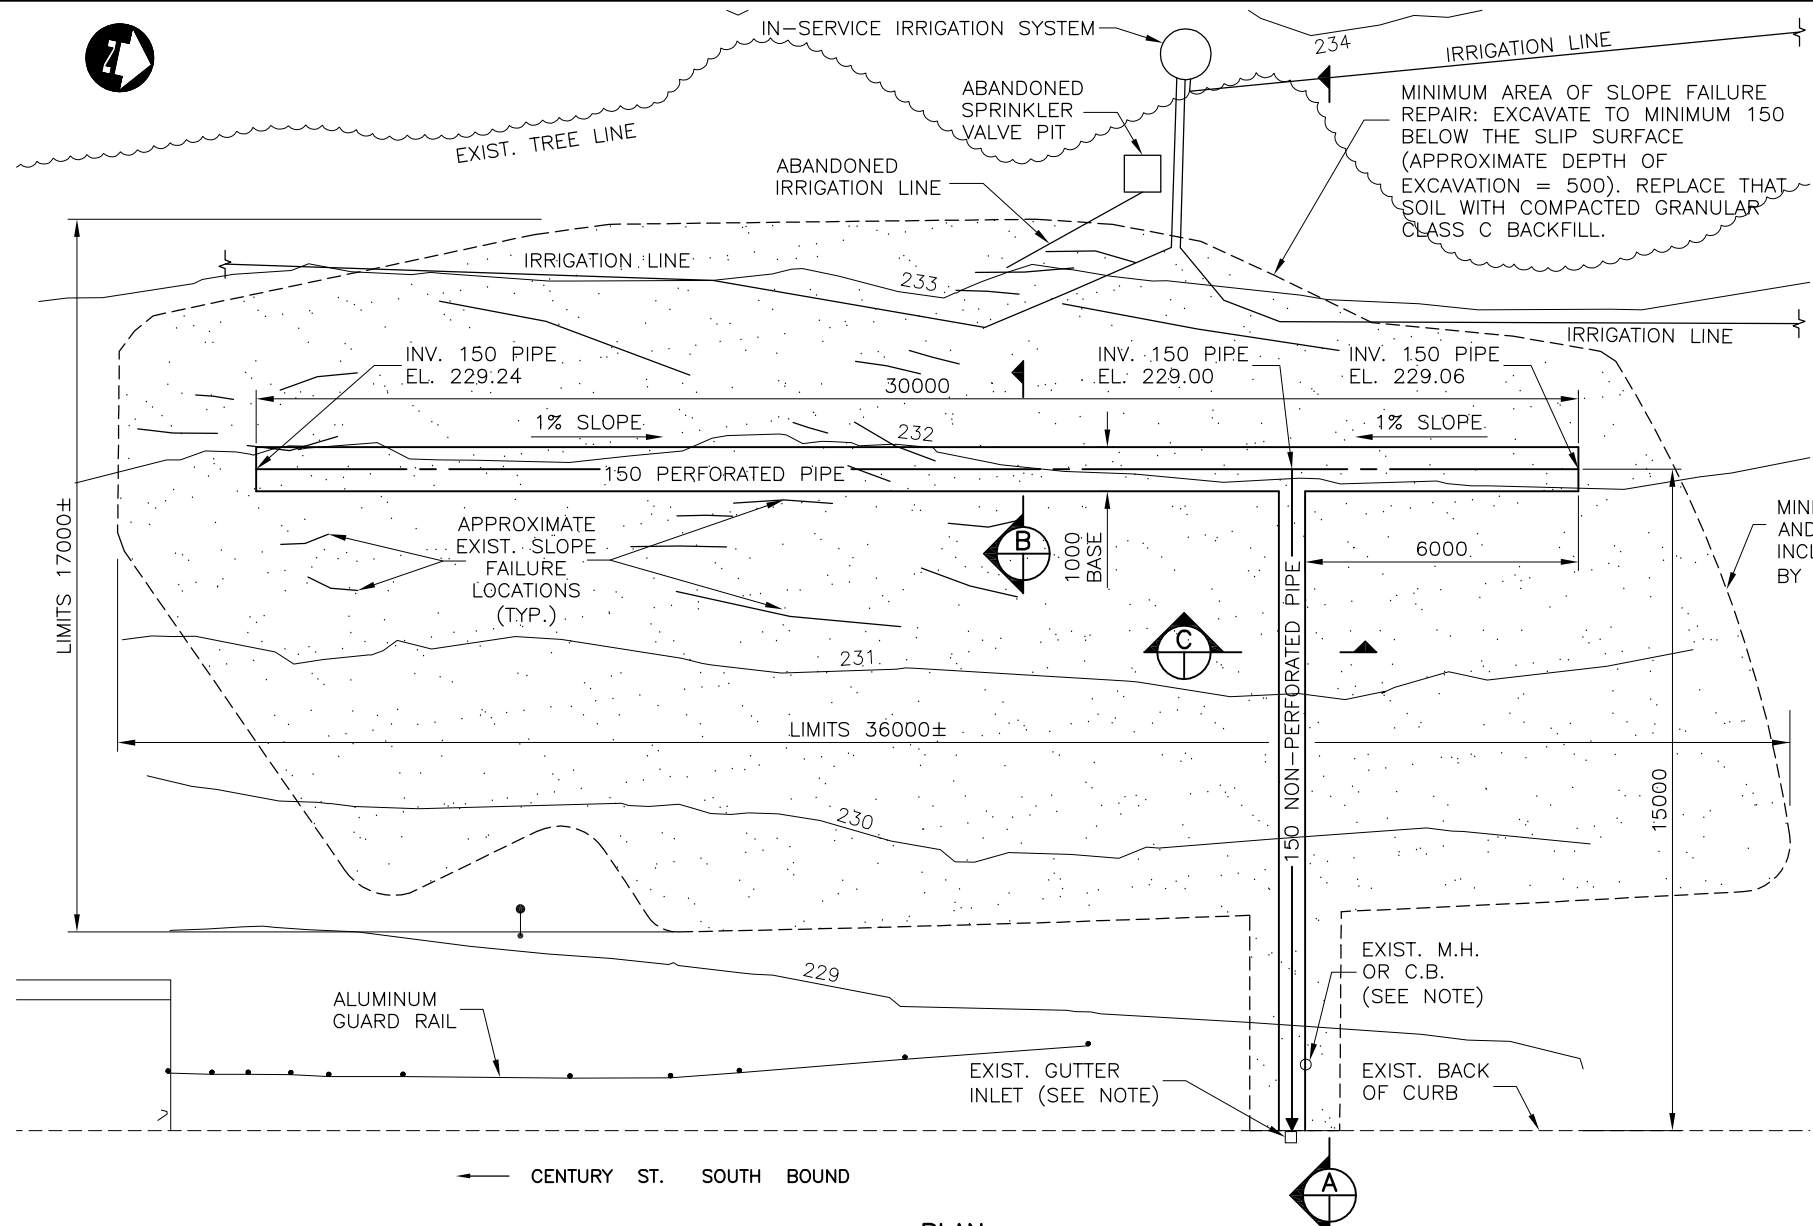 N
IN-SERVICE IRRIGATION SYSTEM
234
IRRIGATION LINE
ABANDONED
SPRINKLER
VALVE PIT
MINIMUM AREA OF SLOPE FAILURE
REPAIR: EXCAVATE TO MINIMUM 150
BELOW THE SLIP SURFACE
(APPROXIMATE DEPTH OF
EXCAVATION = 500). REPLACE THAT
SOIL WITH COMPACTED GRANULAR
CLASS C BACKFILL.
EXIST. TREE LINE
ABANDONED
IRRIGATION LINE
IRRIGATION LINE
233
IRRIGATION LINE
INV. 150 PIPE
EL. 229.24
INV. 150 PIPE
EL. 229.00
INV. 150 PIPE
EL. 229.06
30000
1% SLOPE
232
1% SLOPE
150 PERFORATED PIPE
LIMITS 17000±
APPROXIMATE
EXIST. SLOPE
FAILURE
LOCATIONS
(TYP.)
B
1000
BASE
6000
MINI
AND
INCL
BY
C
150 NON-PERFORATED PIPE
231
LIMITS 36000±
15000
230
229
EXIST. M.H.
OR C.B.
(SEE NOTE)
ALUMINUM
GUARD RAIL
EXIST. GUTTER
INLET (SEE NOTE)
EXIST. BACK
OF CURB
CENTURY ST. SOUTH BOUND
A
PLAN